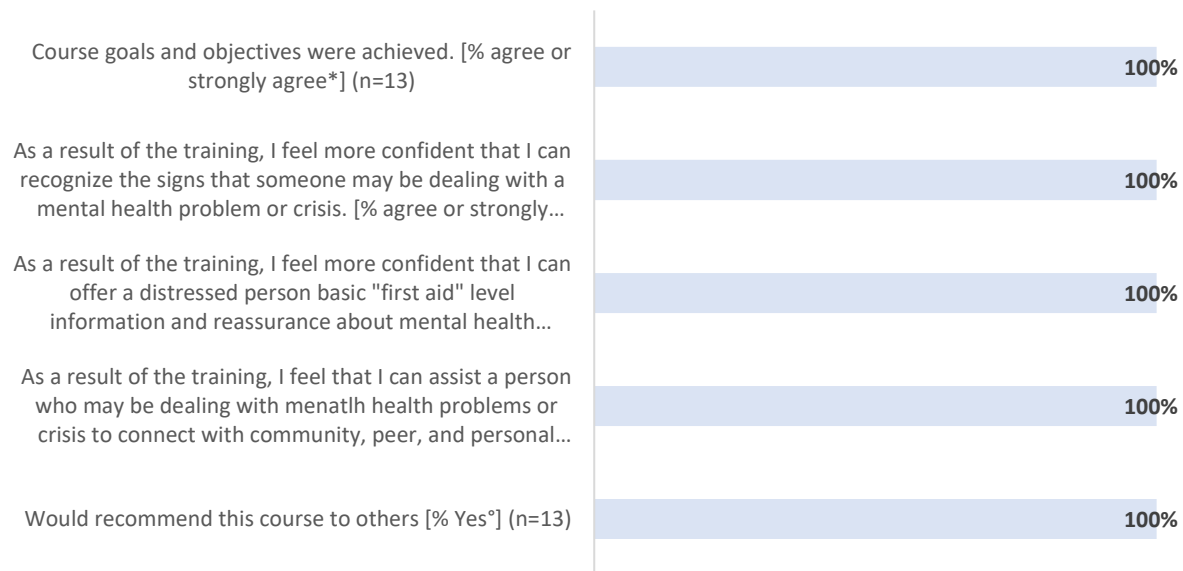 Course goals and objectives were achieved. [% agree or
strongly agree*] (n=13)
100%
As a result of the training, I feel more confident that I can
recognize the signs that someone may be dealing with a
mental health problem or crisis. [% agree or strongly...
100%
As a result of the training, I feel more confident that I can
offer a distressed person basic "first aid" level
information and reassurance about mental health...
100%
As a result of the training, I feel that I can assist a person
who may be dealing with menatlh health problems or
crisis to connect with community, peer, and personal...
100%
Would recommend this course to others [% Yes°] (n=13)
100%